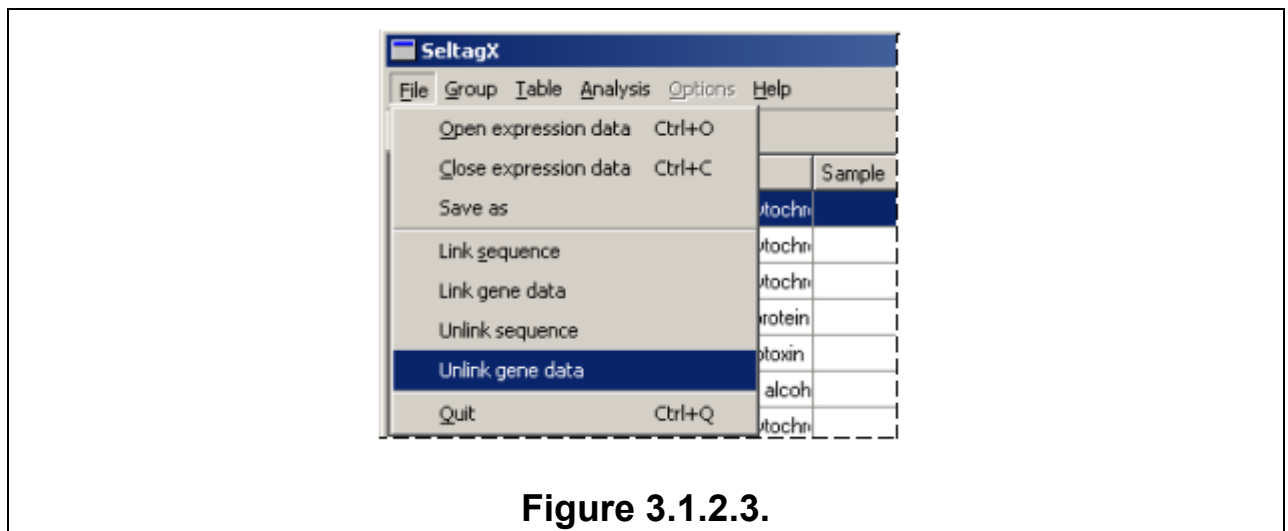 SeltagX
File Group Table Analysis Options Help
Open expression data Ctrl+O
Close expression data Ctrl+C
Save as
Link sequence
Link gene data
Unlink sequence
Unlink gene data
Quit Ctrl+Q
Sample
alcoh
Figure 3.1.2.3.